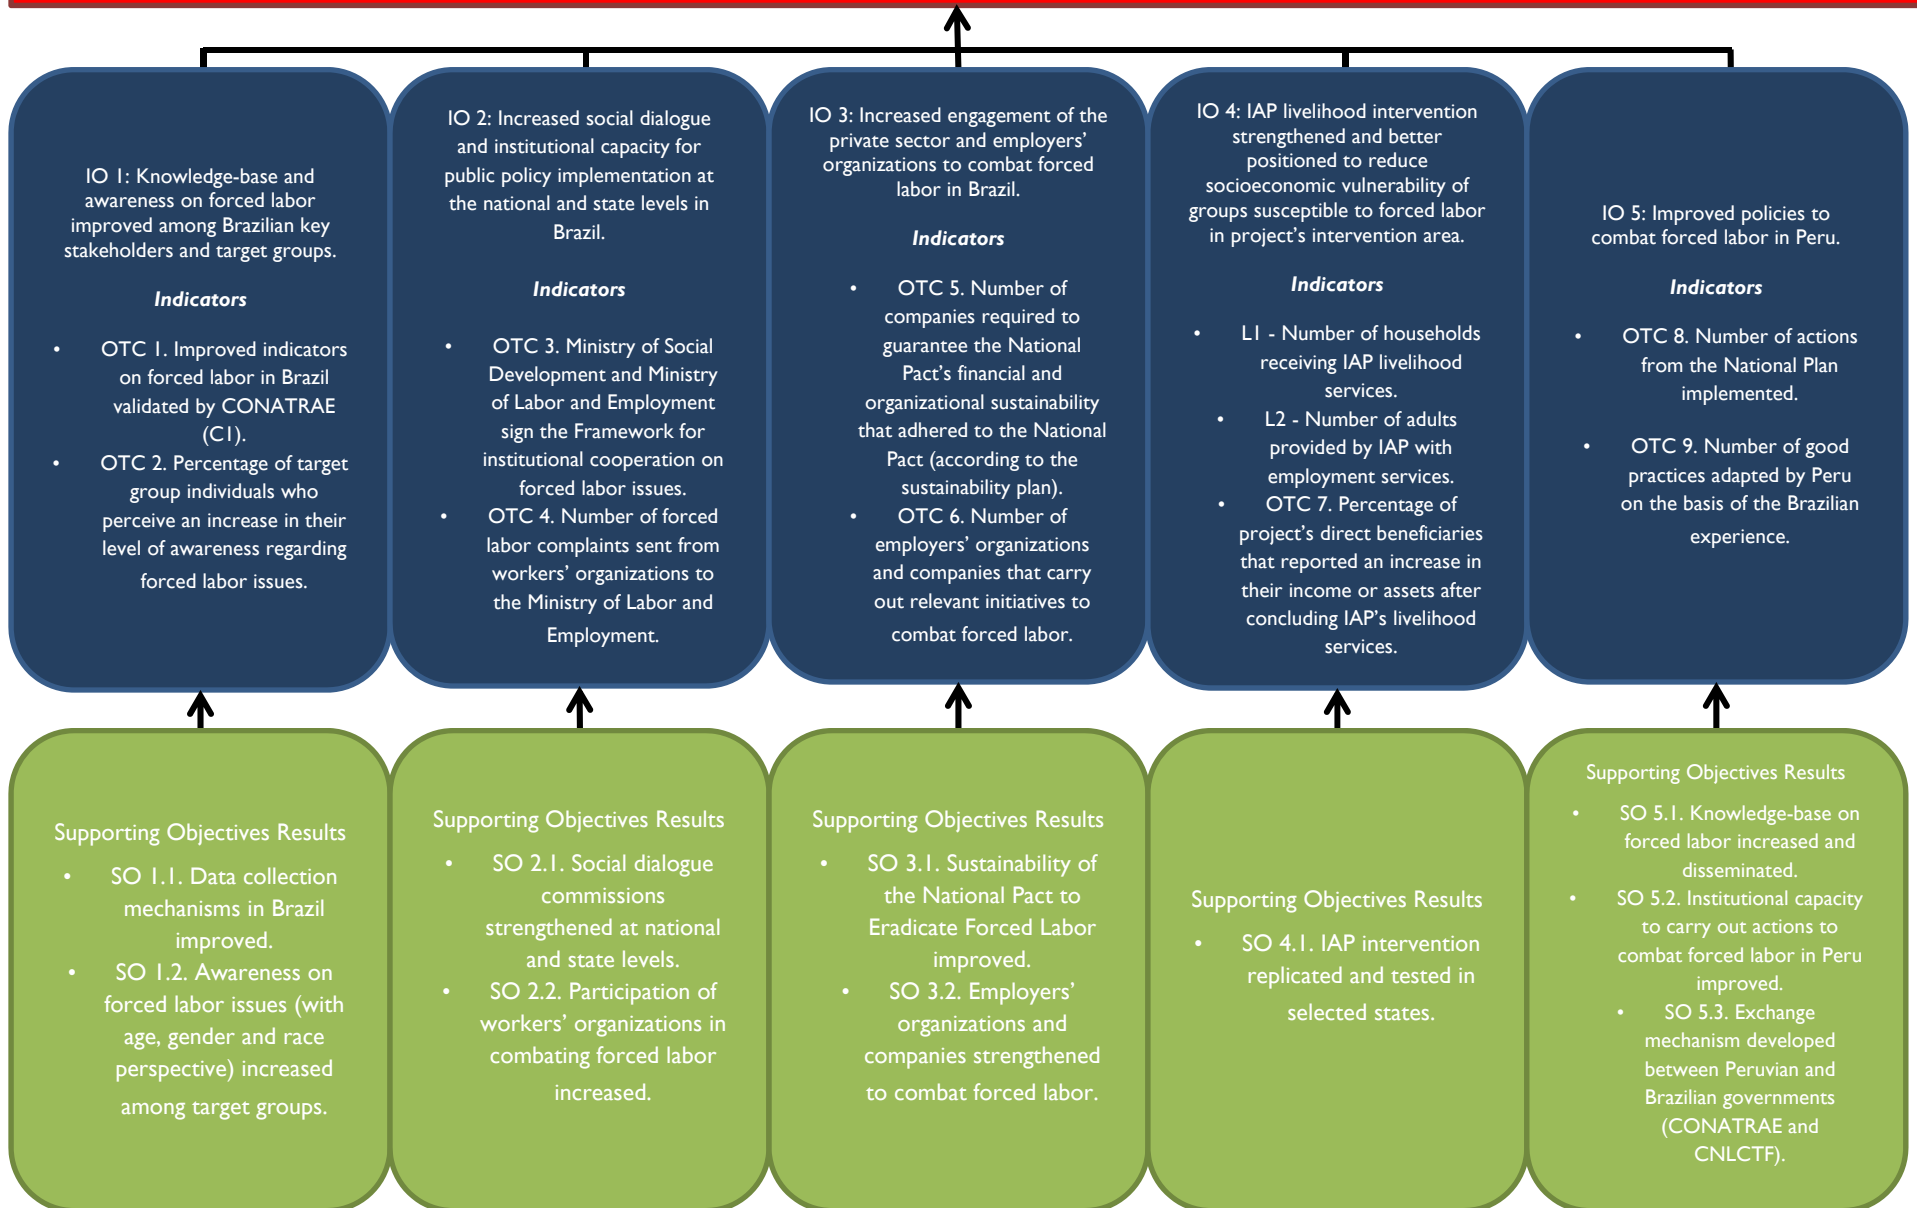 IO 1: Knowledge-base and
awareness on forced labor
improved among Brazilian key
stakeholders and target groups.
Indicators
• OTC 1. Improved indicators
on forced labor in Brazil
validated by CONATRAE
(C1).
• OTC 2. Percentage of target
group individuals who
perceive an increase in their
level of awareness regarding
forced labor issues.
IO 2: Increased social dialogue
and institutional capacity for
public policy implementation at
the national and state levels in
Brazil.
Indicators
• OTC 3. Ministry of Social
Development and Ministry
of Labor and Employment
sign the Framework for
institutional cooperation on
forced labor issues.
• OTC 4. Number of forced
labor complaints sent from
workers’ organizations to
the Ministry of Labor and
Employment.
IO 3: Increased engagement of the
private sector and employers’
organizations to combat forced
labor in Brazil.
Indicators
• OTC 5. Number of
companies required to
guarantee the National
Pact’s financial and
organizational sustainability
that adhered to the National
Pact (according to the
sustainability plan).
• OTC 6. Number of
employers’ organizations
and companies that carry
out relevant initiatives to
combat forced labor.
IO 4: IAP livelihood intervention
strengthened and better
positioned to reduce
socioeconomic vulnerability of
groups susceptible to forced labor
in project’s intervention area.
Indicators
• L1 - Number of households
receiving IAP livelihood
services.
• L2 - Number of adults
provided by IAP with
employment services.
• OTC 7. Percentage of
project’s direct beneficiaries
that reported an increase in
their income or assets after
concluding IAP’s livelihood
services.
IO 5: Improved policies to
combat forced labor in Peru.
Indicators
• OTC 8. Number of actions
from the National Plan
implemented.
• OTC 9. Number of good
practices adapted by Peru
on the basis of the Brazilian
experience.
Supporting Objectives Results
• SO 1.1. Data collection
mechanisms in Brazil
improved.
• SO 1.2. Awareness on
forced labor issues (with
age, gender and race
perspective) increased
among target groups.
Supporting Objectives Results
• SO 2.1. Social dialogue
commissions
strengthened at national
and state levels.
• SO 2.2. Participation of
workers’ organizations in
combating forced labor
increased.
Supporting Objectives Results
• SO 3.1. Sustainability of
the National Pact to
Eradicate Forced Labor
improved.
• SO 3.2. Employers’
organizations and
companies strengthened
to combat forced labor.
Supporting Objectives Results
• SO 4.1. IAP intervention
replicated and tested in
selected states.
Supporting Objectives Results
• SO 5.1. Knowledge-base on
forced labor increased and
disseminated.
• SO 5.2. Institutional capacity
to carry out actions to
combat forced labor in Peru
improved.
• SO 5.3. Exchange
mechanism developed
between Peruvian and
Brazilian governments
(CONATRAE and
CNLCTF).